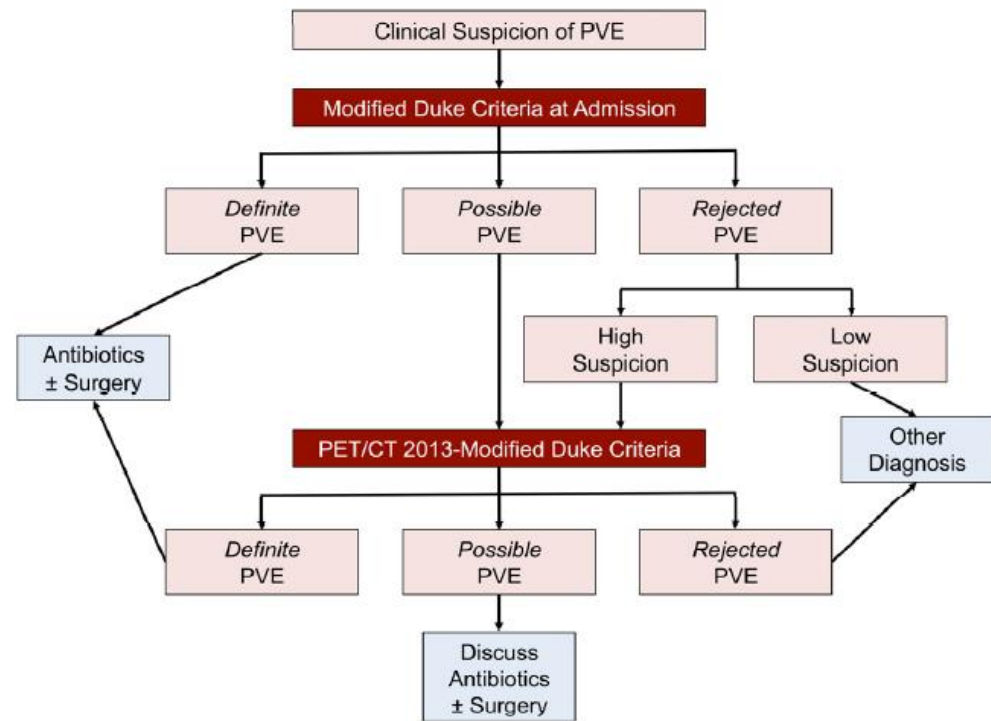 Clinical Suspicion of PVE
Modified Duke Criteria at Admission
Definite
PVE
Possible
PVE
Rejected
PVE
High
Suspicion
Low
Suspicion
Antibiotics
± Surgery
PET/CT 2013-Modified Duke Criteria
Other
Diagnosis
Definite
PVE
Possible
PVE
Rejected
PVE
Discuss
Antibiotics
± Surgery